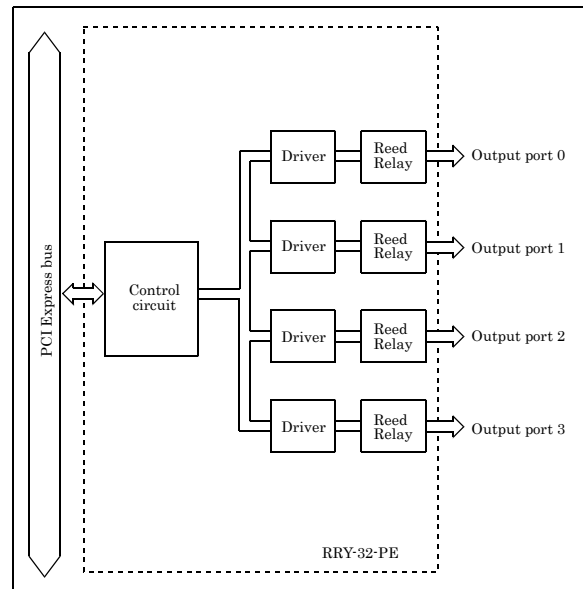 PCI Express bus
Control
circuit
Driver
Reed
Relay
Output port 0
Driver
Reed
Relay
Output port 1
Driver
Reed
Relay
Output port 2
Driver
Reed
Relay
Output port 3
RRY-32-PE